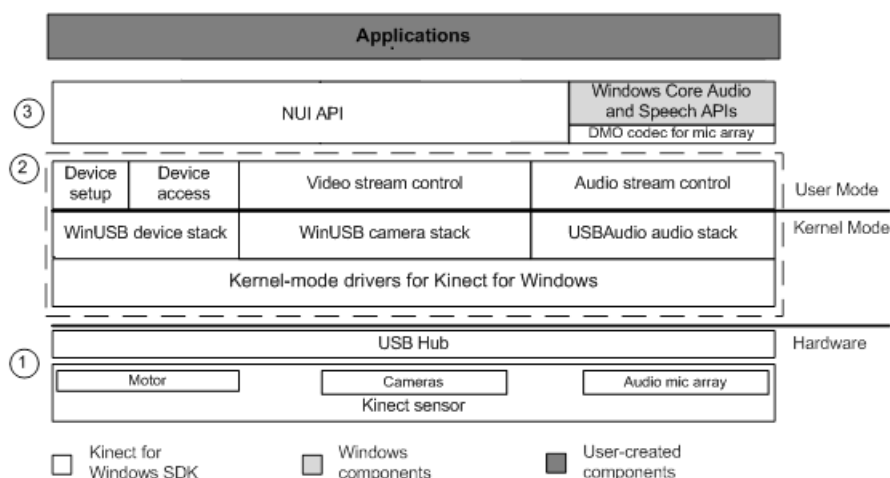 Applications
3
NUI API
Windows Core Audio
and Speech APIs
DMO codec for mic array
2
Device
setup
Device
access
Video stream control
Audio stream control
User Mode
WinUSB device stack
WinUSB camera stack
USBAudio audio stack
Kernel Mode
Kernel-mode drivers for Kinect for Windows
USB Hub
Hardware
1
Motor
Cameras
Audio mic array
Kinect sensor
Kinect for
Windows SDK
Windows
components
User-created
components